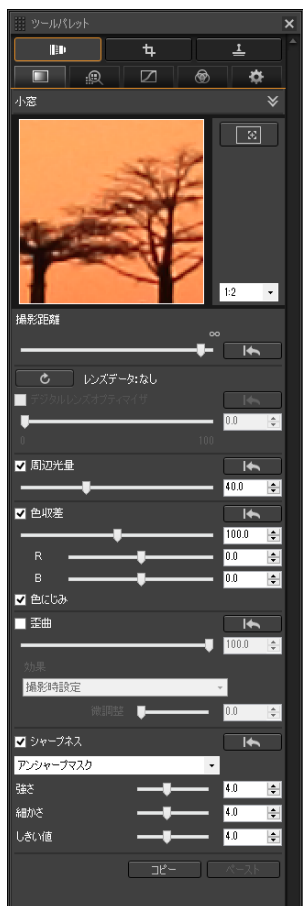 ツールパレット
小窓
1:2
撮影距離
∞
レンズデータ:なし
デジタルレンズオプティマイザ
0.0
0 100
周辺光量
40.0
色収差
100.0
R 0.0
B 0.0
色にじみ
歪曲
100.0
効果
撮影時設定
微調整 0.0
シャープネス
アンシャープマスク
強さ 4.0
細かさ 4.0
しきい値 4.0
コピー ペースト